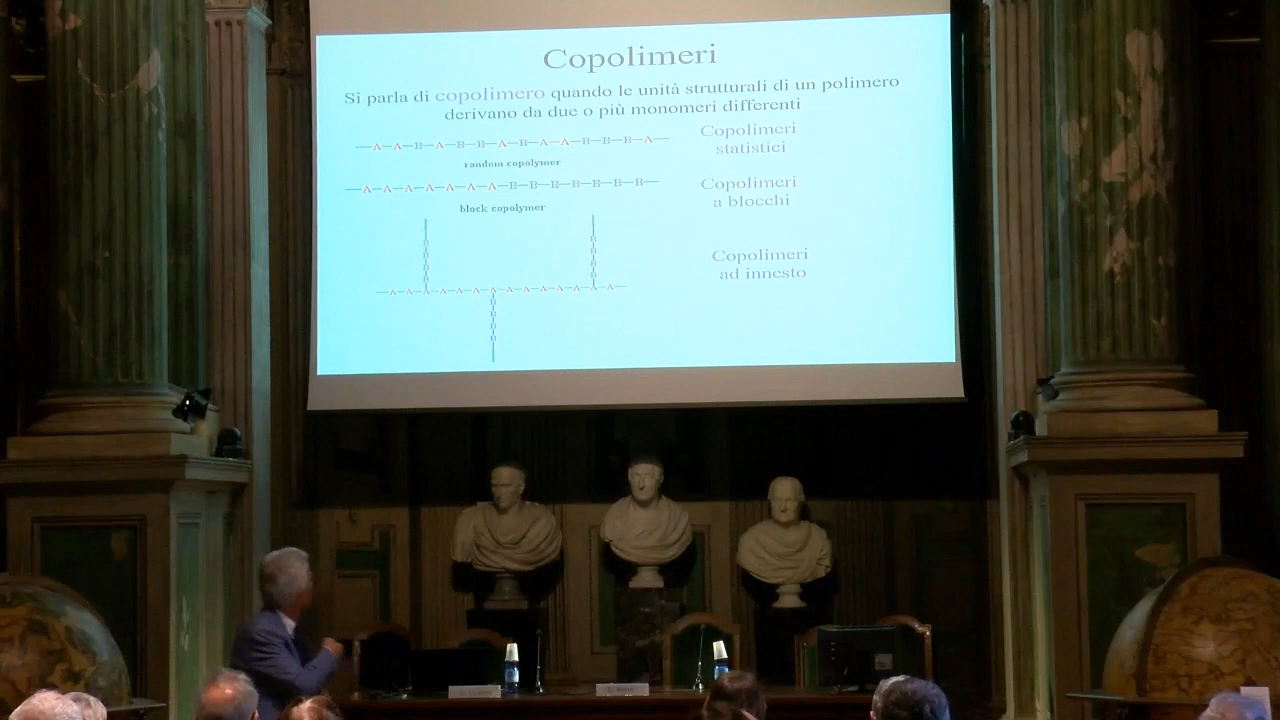 Copolimeri
Si parla di copolimero quando le unità strutturali di un polimero
derivano da due o più monomeri differenti
—A—A—B—A—B—B—A—B—A—A—B—B—B—A—
Copolimeri
statistici
random copolymer
—A—A—A—A—A—A—A—B—B—B—B—B—B—B—
Copolimeri
a blocchi
block copolymer
Copolimeri
ad innesto
—A—A—A—A—A—A—A—A—A—A—A—A—A—A—